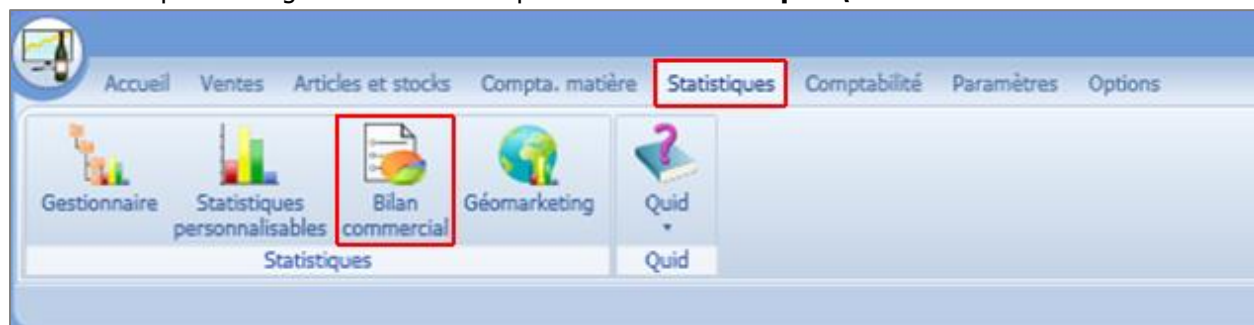 Accueil Ventes Articles et stocks Compta. matière Statistiques Comptabilité Paramètres Options
Gestionnaire Statistiques personnalisables Bilan commercial Géomarketing Quid
Statistiques Quid